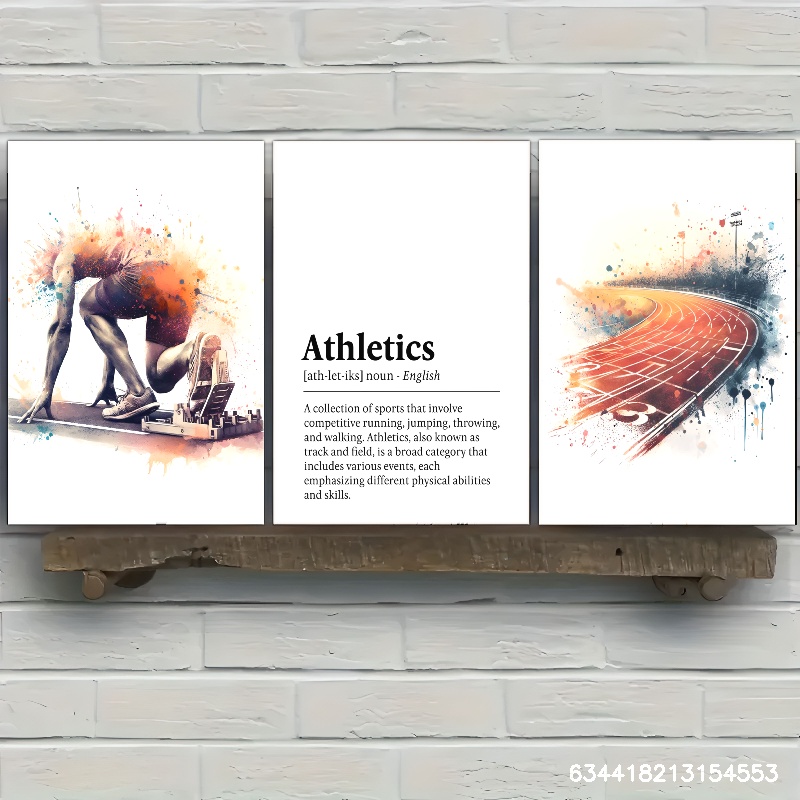 Athletics
[ath-let-iks] noun - English
A collection of sports that involve
competitive running, jumping, throwing,
and walking. Athletics, also known as
track and field, is a broad category that
includes various events, each
emphasizing different physical abilities
and skills.
634418213154553